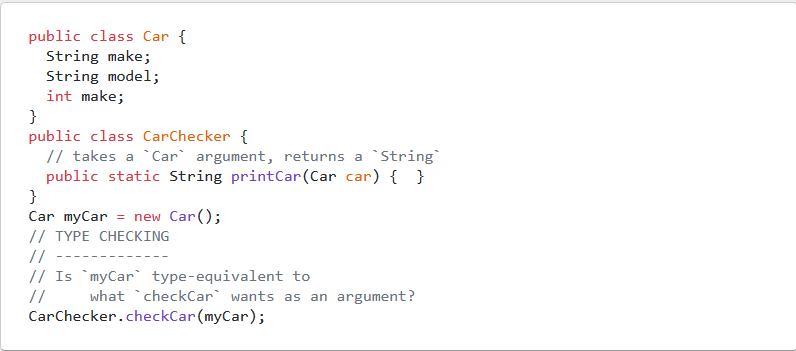 public class Car {
  String make;
  String model;
  int make;
}
public class CarChecker {
  // takes a `Car` argument, returns a `String`
  public static String printCar(Car car) {  }
}
Car myCar = new Car();
// TYPE CHECKING
// -------------
// Is `myCar` type-equivalent to
//     what `checkCar` wants as an argument?
CarChecker.checkCar(myCar);